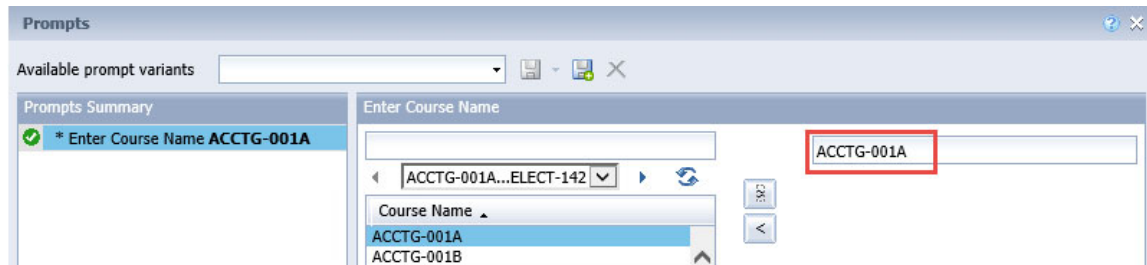 Prompts
Available prompt variants
Prompts Summary
* Enter Course Name ACCTG-001A
Enter Course Name
ACCTG-001A...ELECT-142
Course Name
ACCTG-001A
ACCTG-001B
<
ACCTG-001A